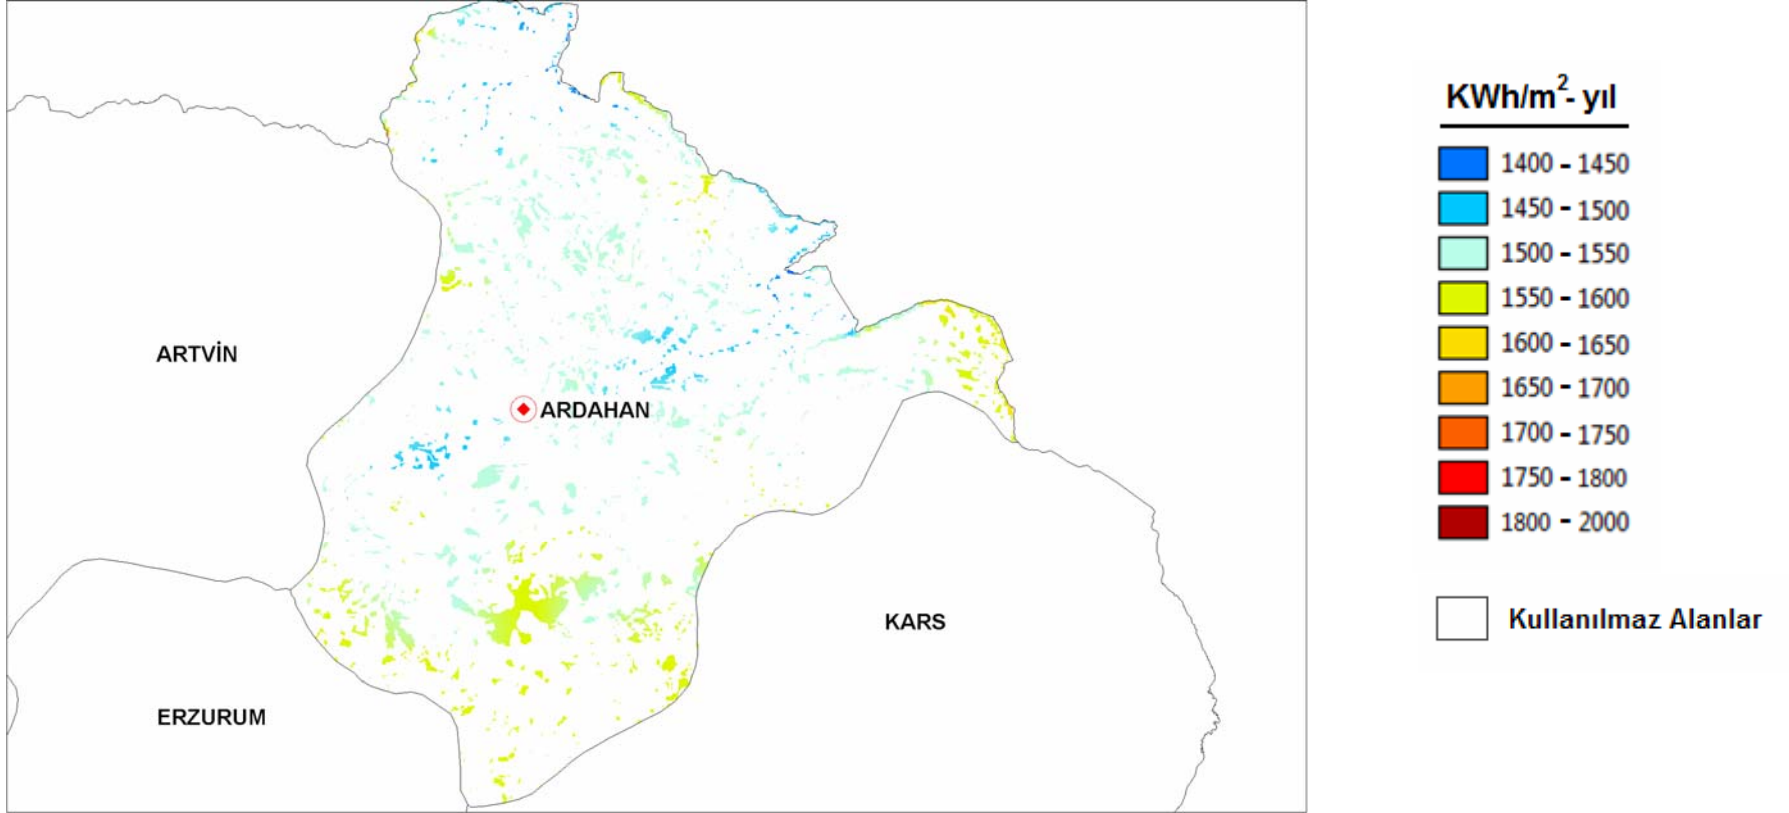 KWh/m²- yıl
1400 - 1450
1450 - 1500
1500 - 1550
1550 - 1600
1600 - 1650
1650 - 1700
1700 - 1750
1750 - 1800
1800 - 2000
Kullanılmaz Alanlar
ARTVİN
ARDAHAN
KARS
ERZURUM